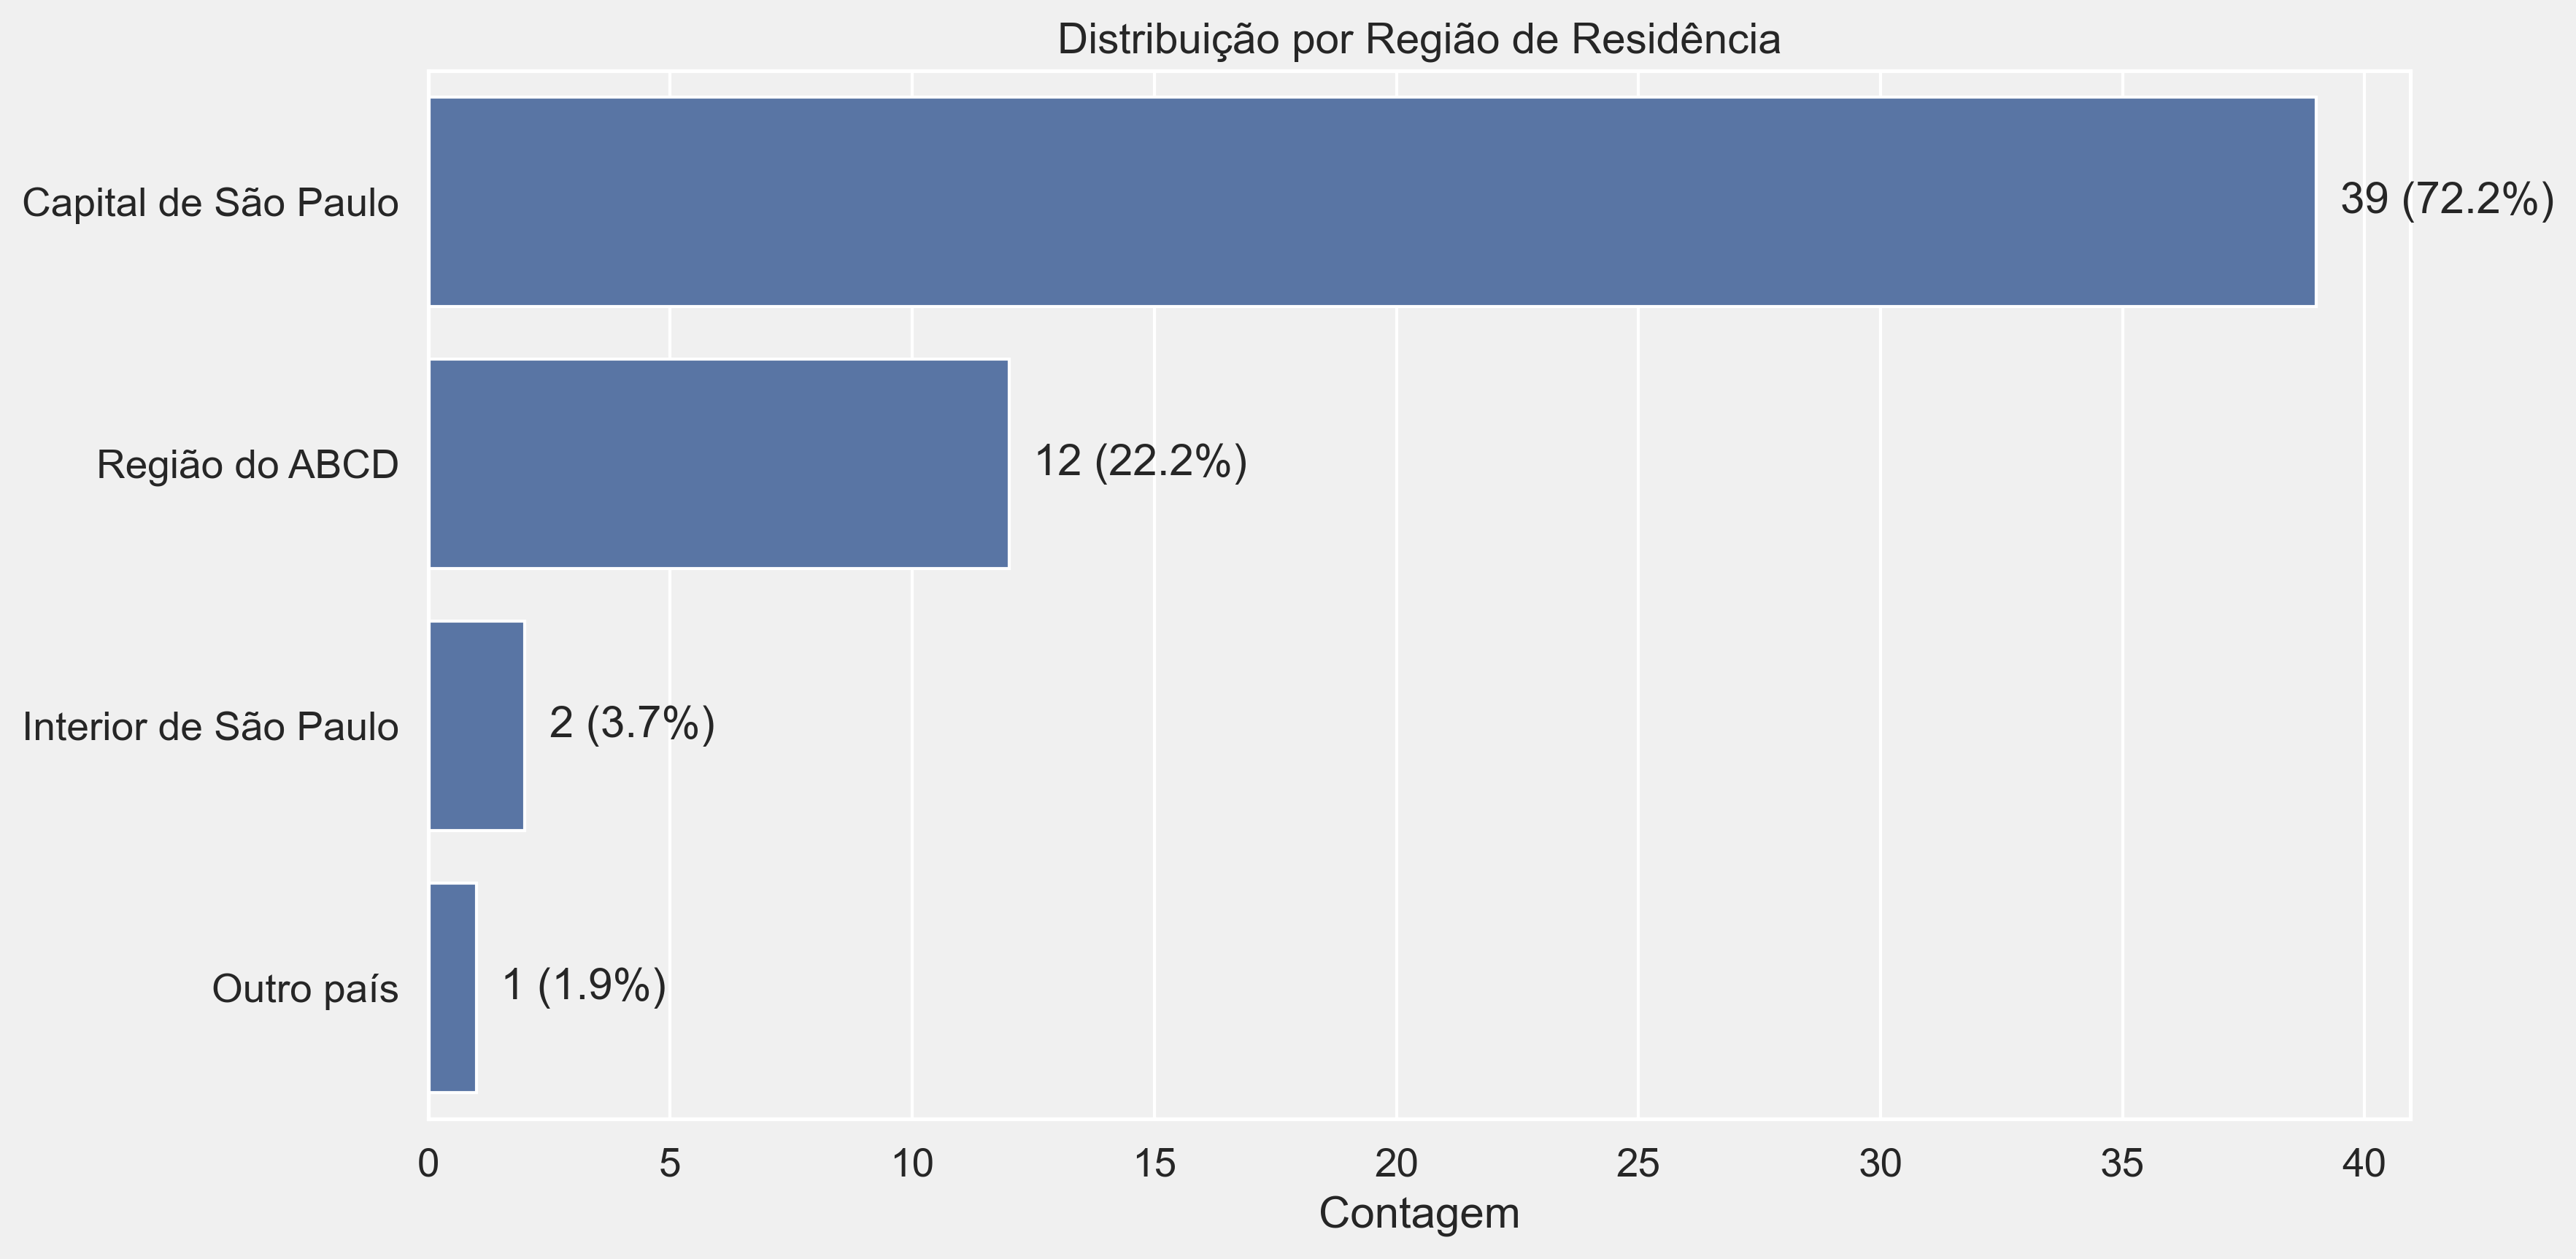 Distribuição por Região de Residência
Capital de São Paulo
39 (72.2%)
Região do ABCD
12 (22.2%)
Interior de São Paulo
2 (3.7%)
Outro país
1 (1.9%)
0 5 10 15 20 25 30 35 40
Contagem